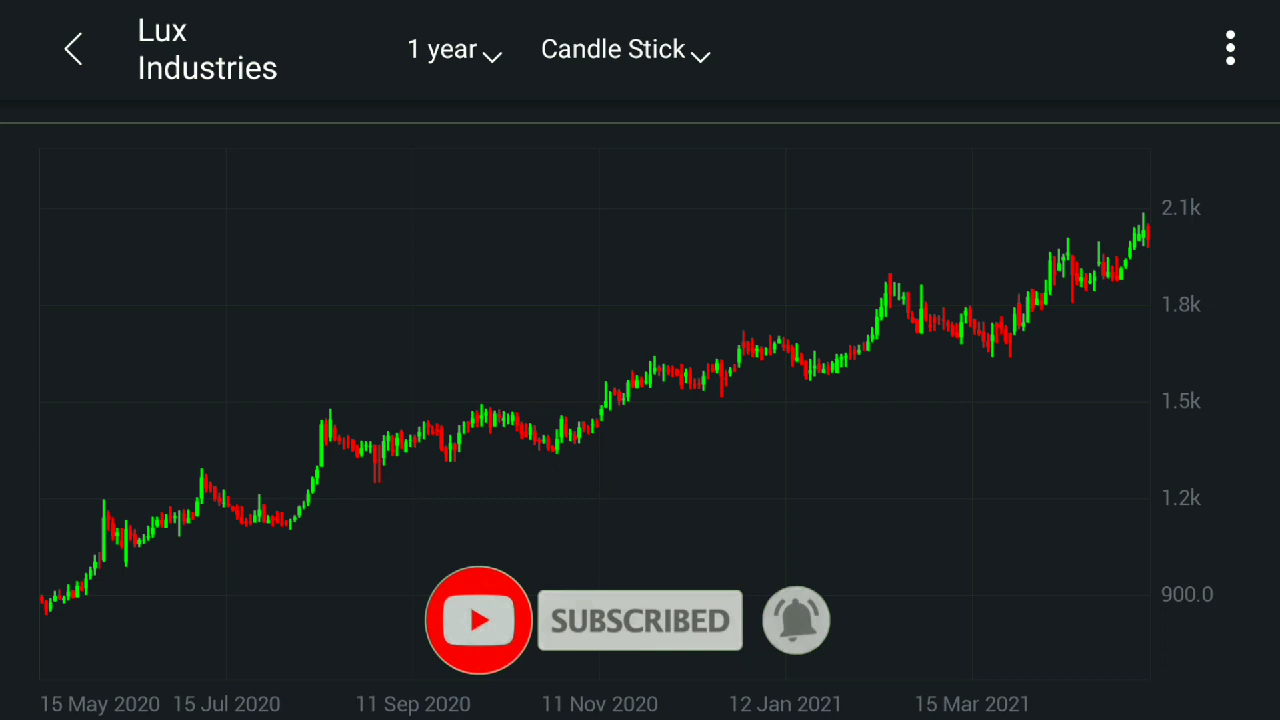 Lux
Industries
1 year
Candle Stick
2.1k
1.8k
1.5k
1.2k
900.0
SUBSCRIBED
15 May 2020
15 Jul 2020
11 Sep 2020
11 Nov 2020
12 Jan 2021
15 Mar 2021